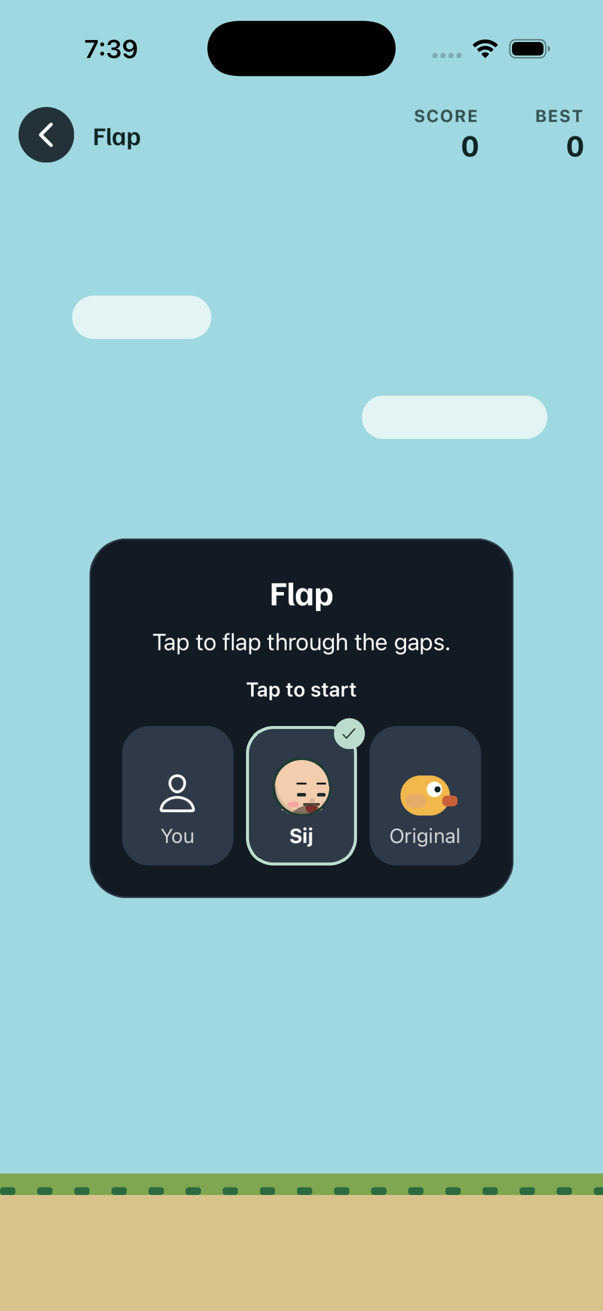 7:39
Flap
SCORE
0
BEST
0
Flap
Tap to flap through the gaps.
Tap to start
You
Sij
Original